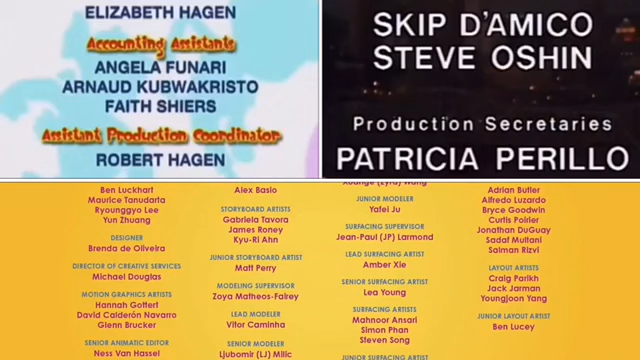 ELIZABETH HAGEN
Accounting Assistants
ANGELA FUNARI
ARNAUD KUBWAKRISTO
FAITH SHIERS
Assistant Production Coordinator
ROBERT HAGEN
SKIP D'AMICO
STEVE OSHIN
Production Secretaries
PATRICIA PERILLO
Ben Luckhart
Maurice Tanudarta
Ryounggyo Lee
Yun Zhuang
DESIGNER
Brenda de Oliveira
DIRECTOR OF CREATIVE SERVICES
Michael Douglas
MOTION GRAPHICS ARTISTS
Hannah Gotfert
David Calderón Navarro
Glenn Brucker
SENIOR ANIMATIC EDITOR
Ness Van Hassel
Alex Basio
STORYBOARD ARTISTS
Gabriela Tavora
James Roney
Kyu-Ri Ahn
JUNIOR STORYBOARD ARTIST
Matt Perry
MODELING SUPERVISOR
Zoya Matheos-Fairey
LEAD MODELER
Vitor Caminha
SENIOR MODELER
Ljubomir (LJ) Milic
Wang
JUNIOR MODELER
Yafei Ju
SURFACING SUPERVISOR
Jean-Paul (JP) Larmond
LEAD SURFACING ARTIST
Amber Xie
SENIOR SURFACING ARTIST
Lea Young
SURFACING ARTISTS
Mahnoor Ansari
Simon Phan
Steven Song
JUNIOR SURFACING ARTIST
Adrian Butler
Alfredo Luzardo
Bryce Goodwin
Curtis Poirier
Jonathan DuGuay
Sadaf Multani
Salman Rizvi
LAYOUT ARTISTS
Craig Parikh
Jack Jarman
Youngjoon Yang
JUNIOR LAYOUT ARTIST
Ben Lucey